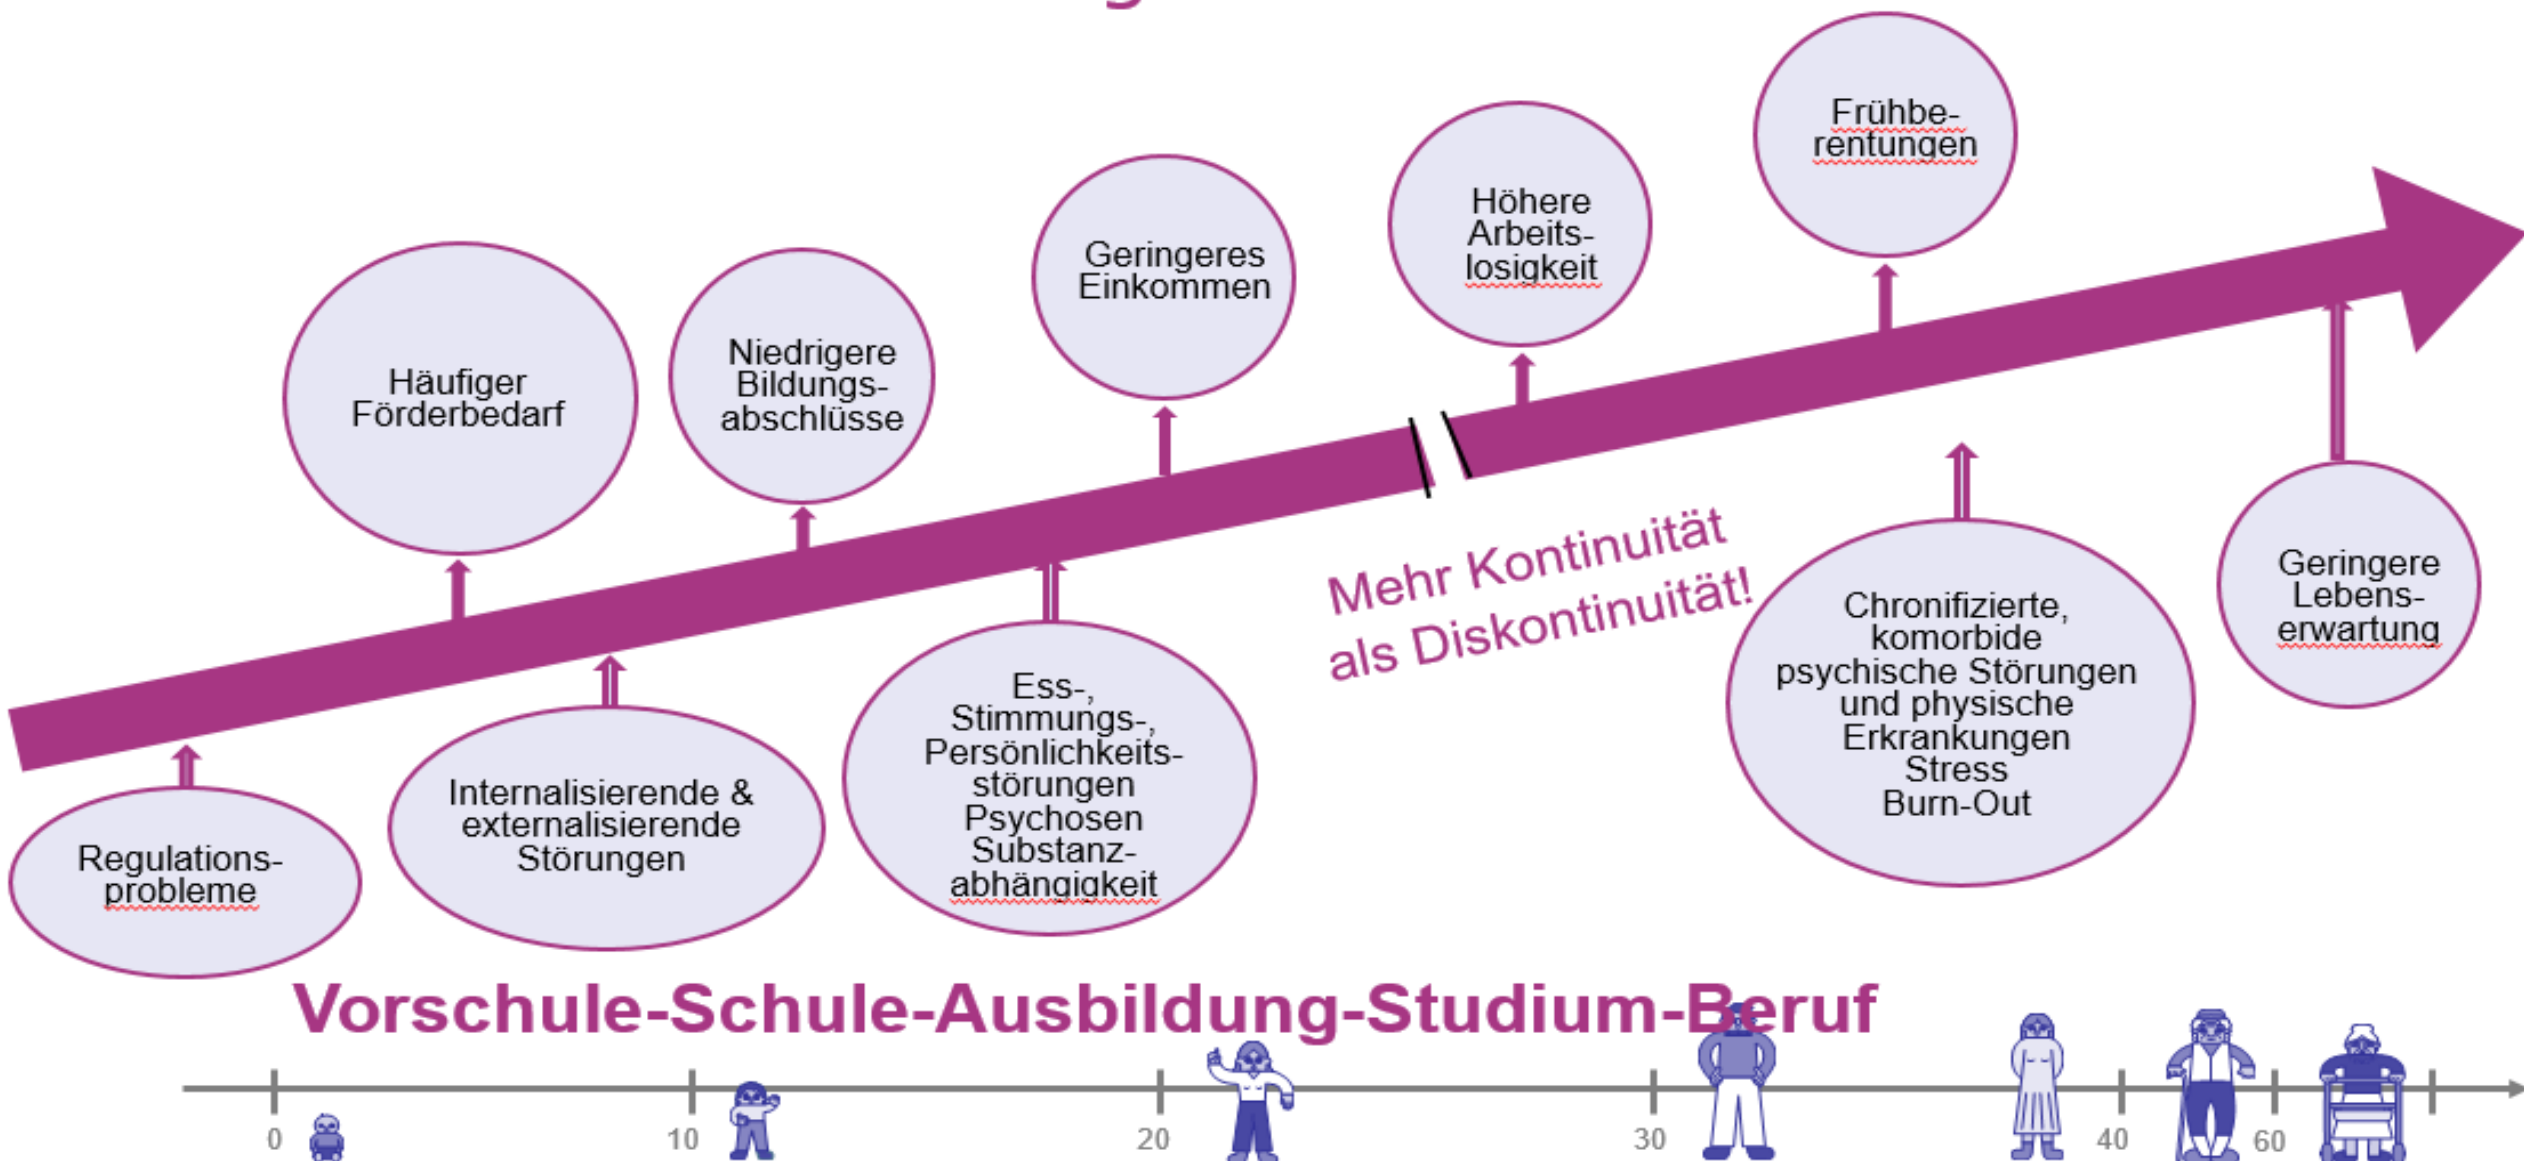 Frühbe-
rentungen
Höhere
Arbeits-
losigkeit
Geringeres
Einkommen
Niedrigere
Bildungs-
abschlüsse
Häufiger
Förderbedarf
Mehr Kontinuität
als Diskontinuität!
Regulations-
probleme
Internalisierende &
externalisierende
Störungen
Ess-,
Stimmungs-,
Persönlichkeits-
störungen
Psychosen
Substanz-
abhängigkeit
Chronifizierte,
komorbide
psychische Störungen
und physische
Erkrankungen
Stress
Burn-Out
Geringere
Lebens-
erwartung
Vorschule-Schule-Ausbildung-Studium-Beruf
0 10 20 30 40 60